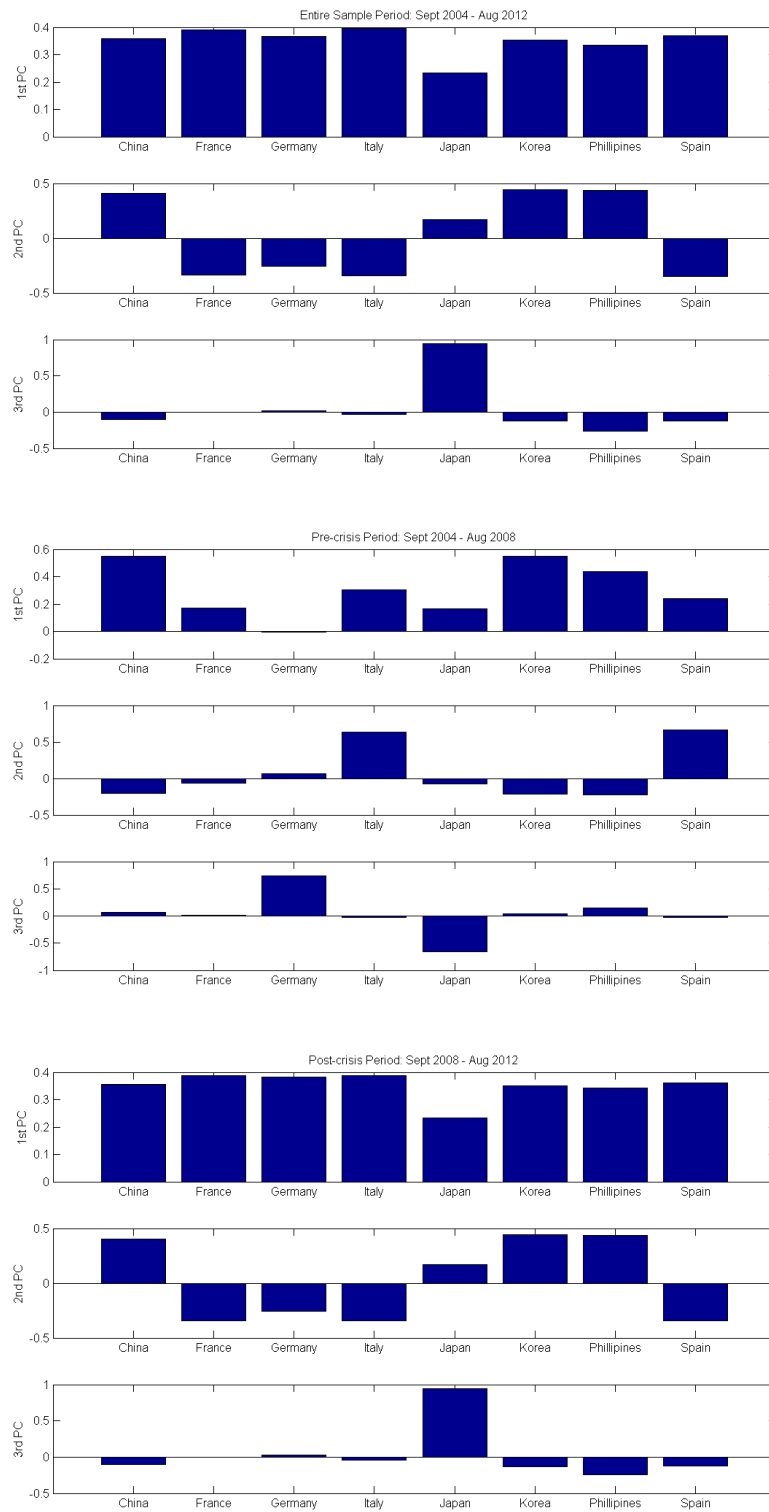 Entire Sample Period: Sept 2004 - Aug 2012
0.4
0.3
0.2
0.1
0
1st PC
China France Germany Italy Japan Korea Phillipines Spain
0.5
0
-0.5
2nd PC
China France Germany Italy Japan Korea Phillipines Spain
1
0.5
0
-0.5
3rd PC
China France Germany Italy Japan Korea Phillipines Spain
Pre-crisis Period: Sept 2004 - Aug 2008
0.6
0.4
0.2
0
-0.2
1st PC
China France Germany Italy Japan Korea Phillipines Spain
1
0.5
0
-0.5
2nd PC
China France Germany Italy Japan Korea Phillipines Spain
1
0.5
0
-0.5
-1
3rd PC
China France Germany Italy Japan Korea Phillipines Spain
Post-crisis Period: Sept 2008 - Aug 2012
0.4
0.3
0.2
0.1
0
1st PC
China France Germany Italy Japan Korea Phillipines Spain
0.5
0
-0.5
2nd PC
China France Germany Italy Japan Korea Phillipines Spain
1
0.5
0
-0.5
3rd PC
China France Germany Italy Japan Korea Phillipines Spain